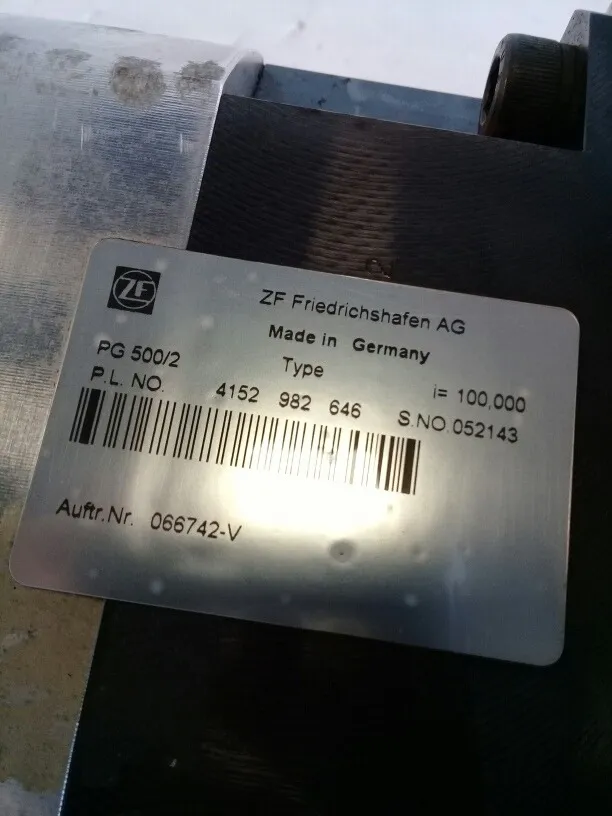 ZF
ZF Friedrichshafen AG
Made in Germany
PG 500/2 Type i= 100,000
P.L. NO. 4152 982 646 S.NO.052143
Auftr.Nr. 066742-V